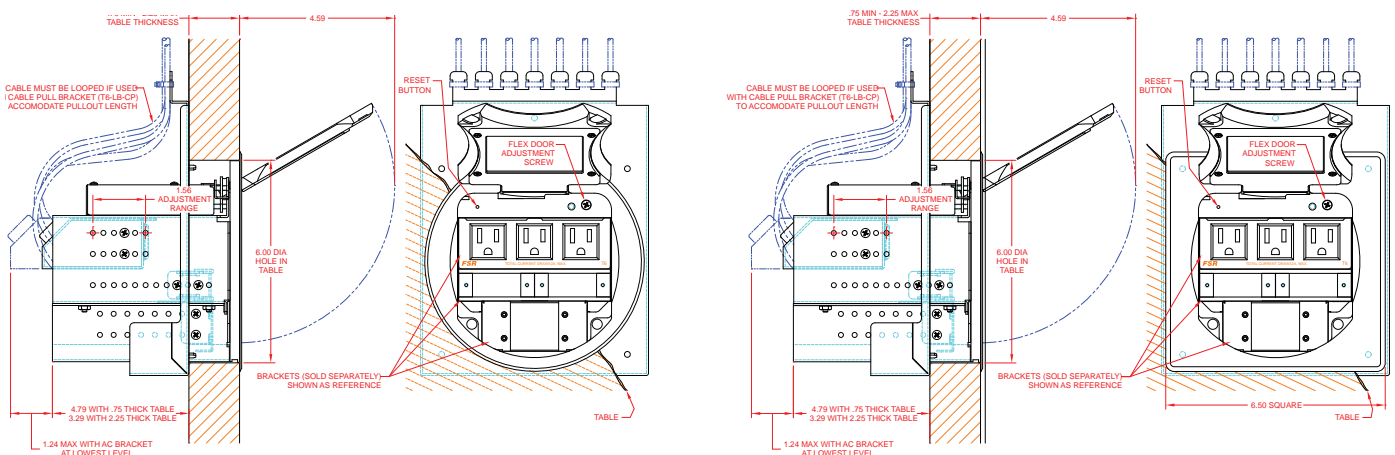 TABLE THICKNESS
4.59
CABLE MUST BE LOOPED IF USED
CABLE PULL BRACKET (T6-LB-CP)
ACCOMODATE PULLOUT LENGTH
1.56
ADJUSTMENT
RANGE
6.00 DIA
HOLE IN
TABLE
RESET
BUTTON
FLEX DOOR
ADJUSTMENT
SCREW
FSR
T6
BRACKETS (SOLD SEPARATELY)
SHOWN AS REFERENCE
TABLE
4.79 WITH .75 THICK TABLE
3.29 WITH 2.25 THICK TABLE
1.24 MAX WITH AC BRACKET
AT LOWEST LEVEL
.75 MIN - 2.25 MAX
TABLE THICKNESS
4.59
CABLE MUST BE LOOPED IF USED
WITH CABLE PULL BRACKET (T6-LB-CP)
TO ACCOMODATE PULLOUT LENGTH
1.56
ADJUSTMENT
RANGE
6.00 DIA
HOLE IN
TABLE
RESET
BUTTON
FLEX DOOR
ADJUSTMENT
SCREW
FSR
T6
BRACKETS (SOLD SEPARATELY)
SHOWN AS REFERENCE
6.50 SQUARE
TABLE
4.79 WITH .75 THICK TABLE
3.29 WITH 2.25 THICK TABLE
1.24 MAX WITH AC BRACKET
AT LOWEST LEVEL